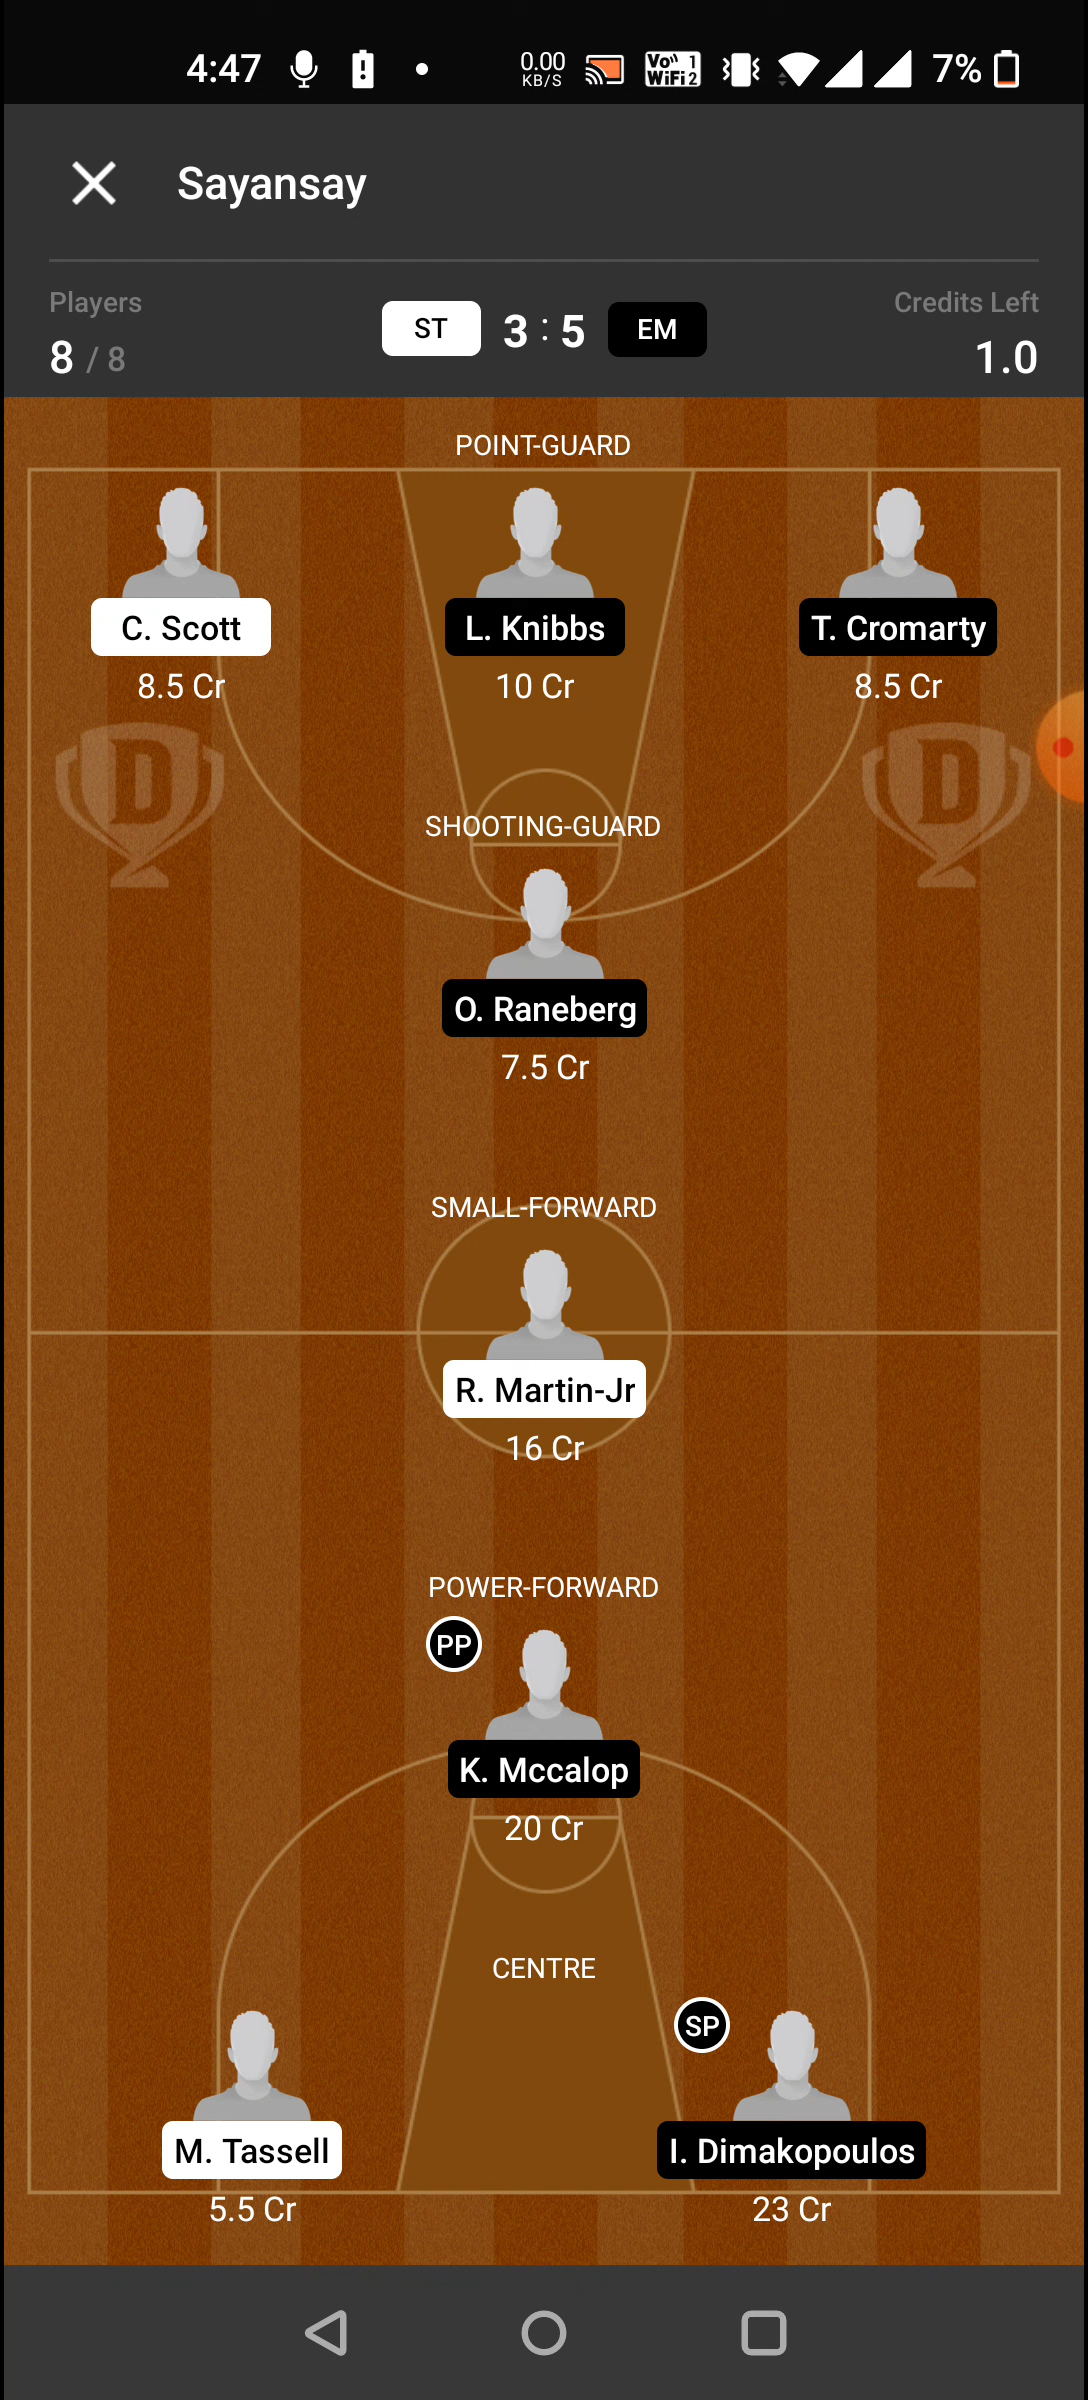 4:47 0.00 KB/S Vo 1 WiFi 2 7%
Sayansay
Players Credits Left
8 / 8 ST 3 : 5 EM 1.0
POINT-GUARD
C. Scott L. Knibbs T. Cromarty
8.5 Cr 10 Cr 8.5 Cr
D D
SHOOTING-GUARD
O. Raneberg
7.5 Cr
SMALL-FORWARD
R. Martin-Jr
16 Cr
POWER-FORWARD
PP
K. Mccalop
20 Cr
CENTRE
SP
M. Tassell I. Dimakopoulos
5.5 Cr 23 Cr